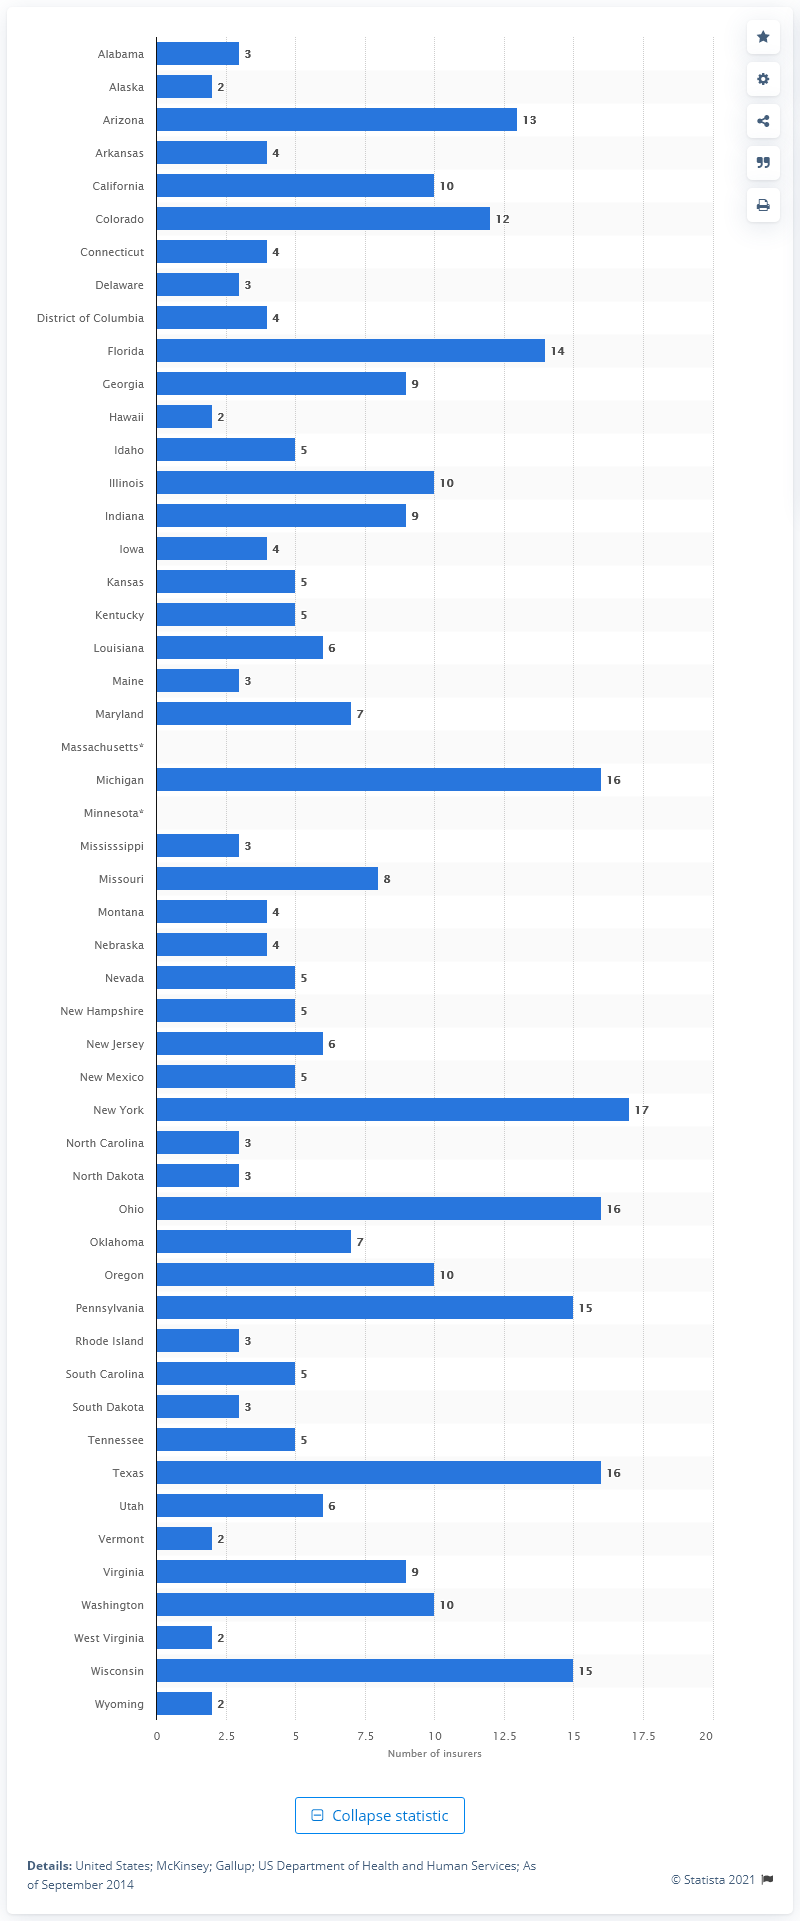 Alabama 3
Alaska 2
Arizona 13
Arkansas 4
California 10
Colorado 12
Connecticut 4
Delaware 3
District of Columbia 4
Florida 14
Georgia 9
Hawaii 2
Idaho 5
Illinois 10
Indiana 9
Iowa 4
Kansas 5
Kentucky 5
Louisiana 6
Maine 3
Maryland 7
Massachusetts*
Michigan 16
Minnesota*
Mississsippi 3
Missouri 8
Montana 4
Nebraska 4
Nevada 5
New Hampshire 5
New Jersey 6
New Mexico 5
New York 17
North Carolina 3
North Dakota 3
Ohio 16
Oklahoma 7
Oregon 10
Pennsylvania 15
Rhode Island 3
South Carolina 5
South Dakota 3
Tennessee 5
Texas 16
Utah 6
Vermont 2
Virginia 9
Washington 10
West Virginia 2
Wisconsin 15
Wyoming 2
0 2.5 5 7.5 10 12.5 15 17.5 20
Number of insurers
Collapse statistic
Details: United States; McKinsey; Gallup; US Department of Health and Human Services; As
of September 2014
© Statista 2021